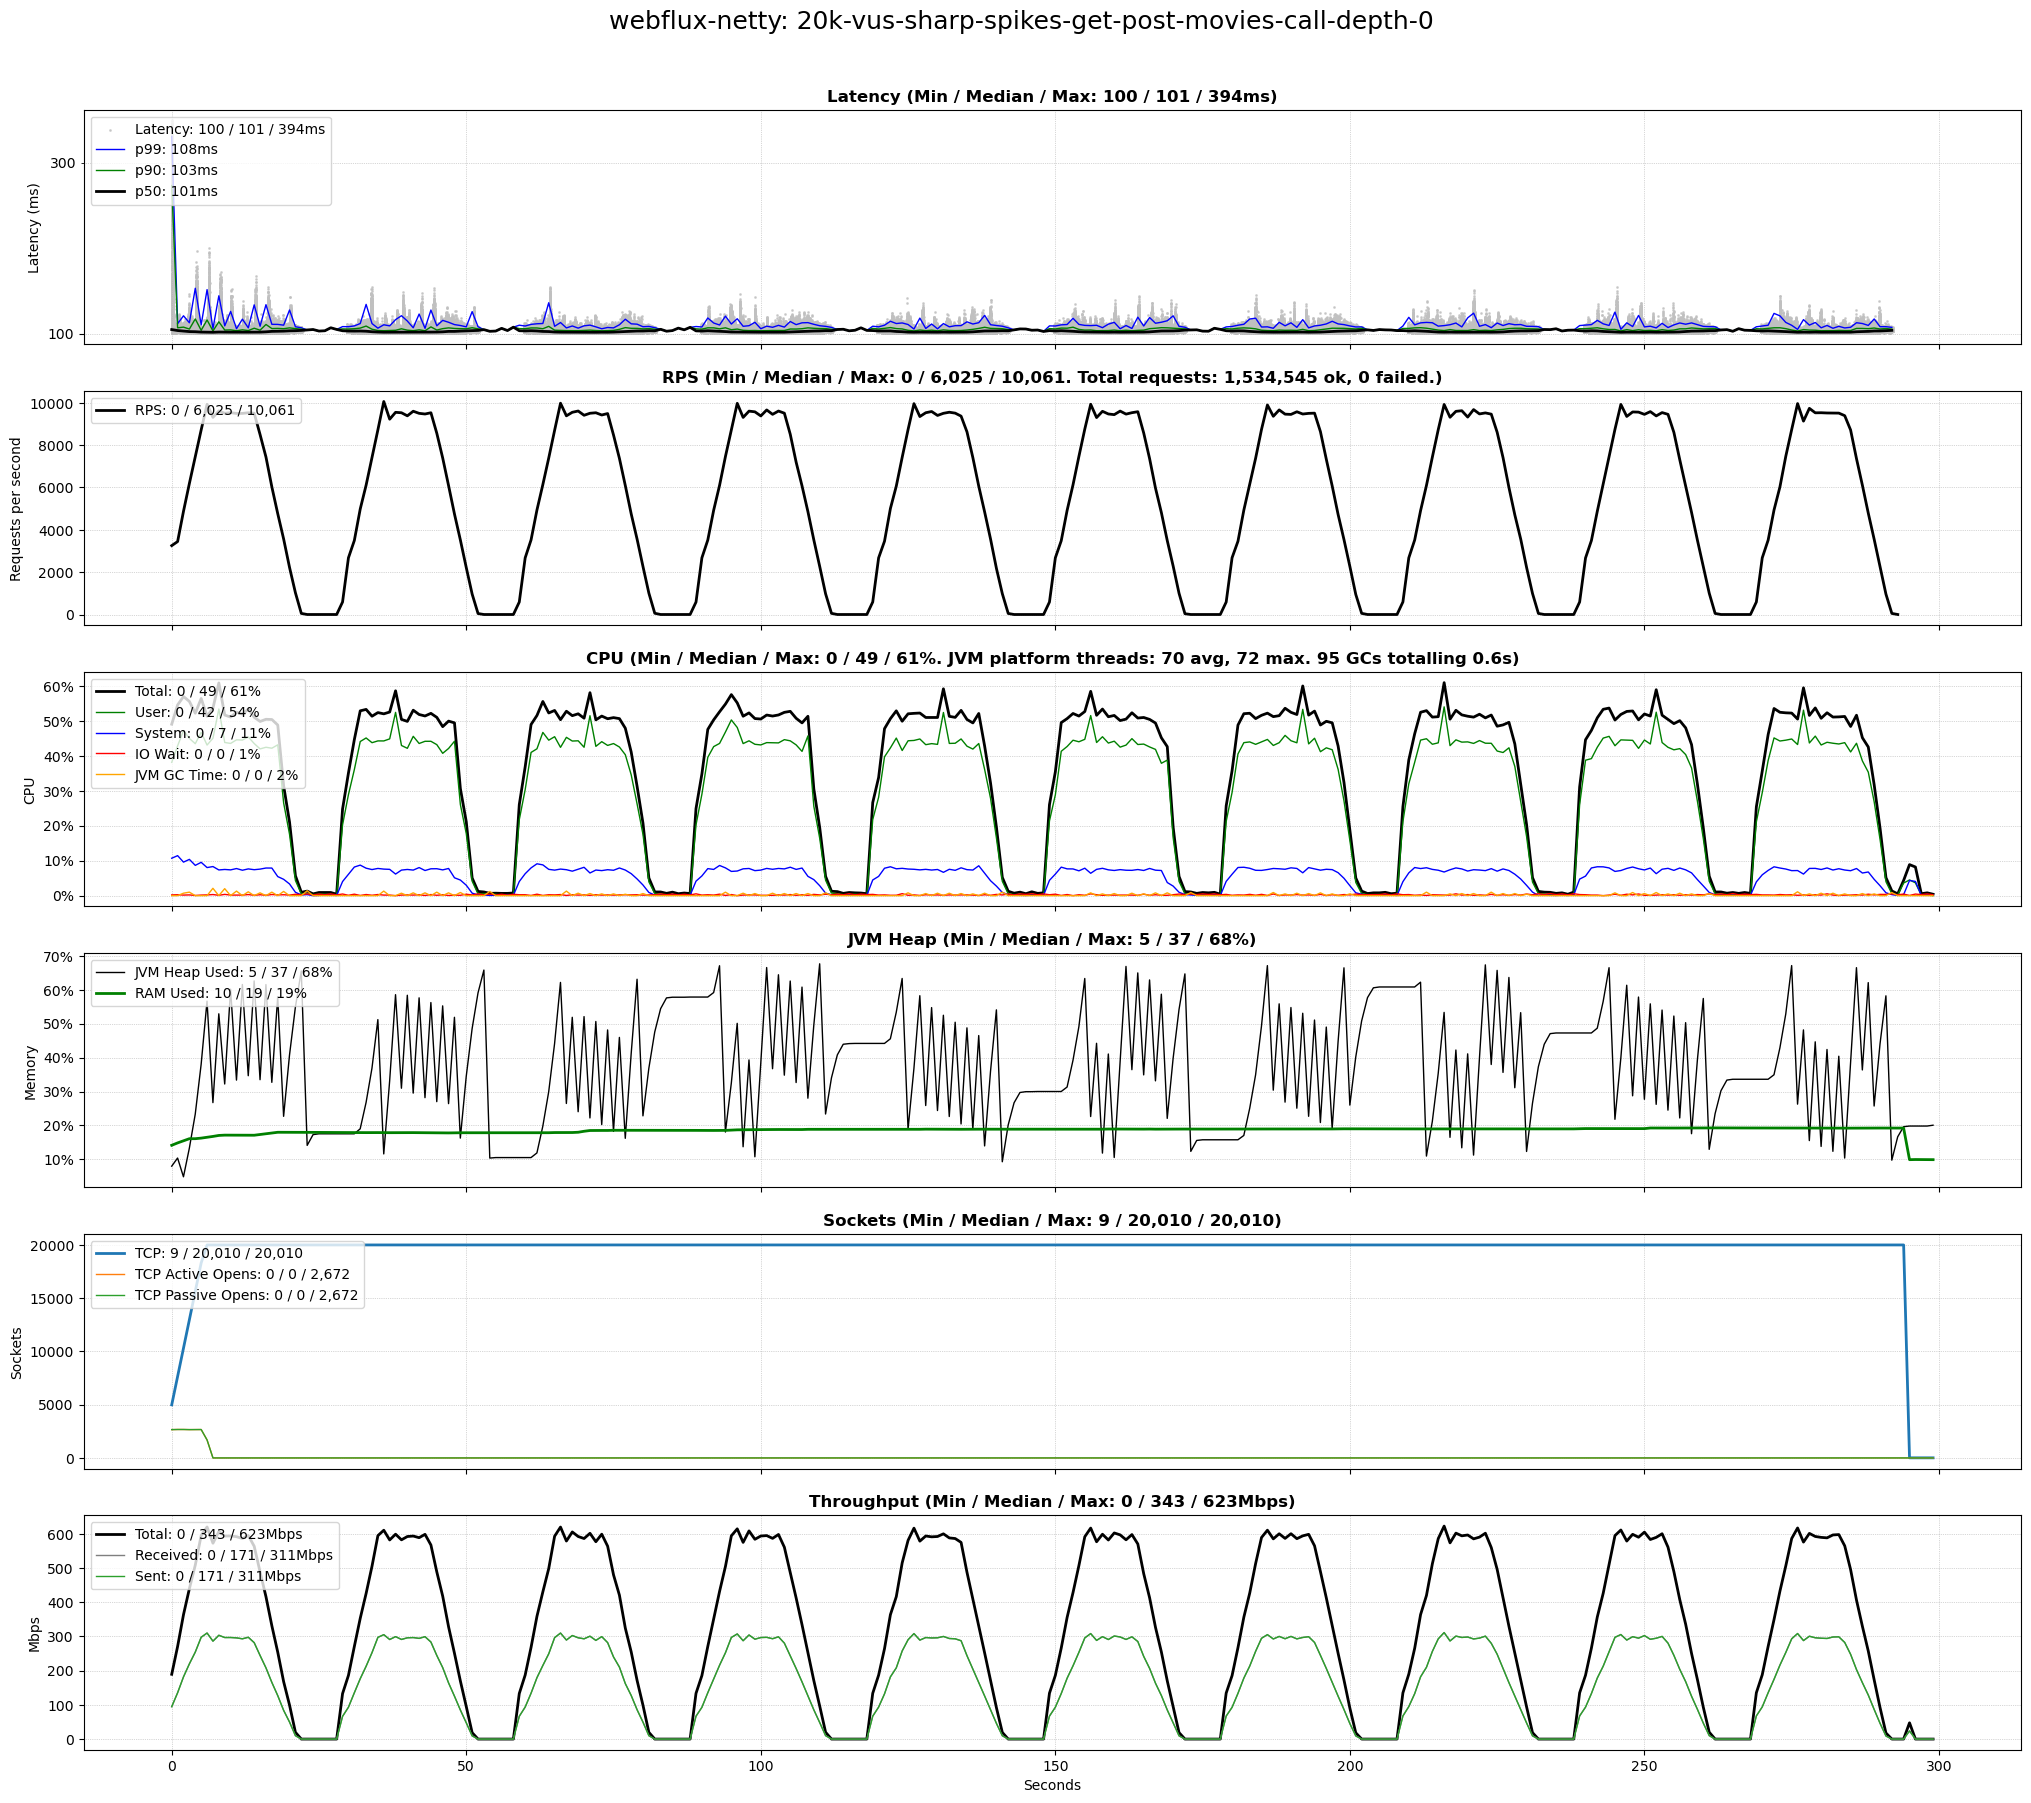 webflux-netty: 20k-vus-sharp-spikes-get-post-movies-call-depth-0
Latency (Min / Median / Max: 100 / 101 / 394ms)
Latency: 100 / 101 / 394ms
p99: 108ms
p90: 103ms
p50: 101ms
300
100
Latency (ms)
RPS (Min / Median / Max: 0 / 6,025 / 10,061. Total requests: 1,534,545 ok, 0 failed.)
RPS: 0 / 6,025 / 10,061
10000
8000
6000
4000
2000
0
Requests per second
CPU (Min / Median / Max: 0 / 49 / 61%. JVM platform threads: 70 avg, 72 max. 95 GCs totalling 0.6s)
Total: 0 / 49 / 61%
User: 0 / 42 / 54%
System: 0 / 7 / 11%
IO Wait: 0 / 0 / 1%
JVM GC Time: 0 / 0 / 2%
60%
50%
40%
30%
20%
10%
0%
CPU
JVM Heap (Min / Median / Max: 5 / 37 / 68%)
JVM Heap Used: 5 / 37 / 68%
RAM Used: 10 / 19 / 19%
70%
60%
50%
40%
30%
20%
10%
Memory
Sockets (Min / Median / Max: 9 / 20,010 / 20,010)
TCP: 9 / 20,010 / 20,010
TCP Active Opens: 0 / 0 / 2,672
TCP Passive Opens: 0 / 0 / 2,672
20000
15000
10000
5000
0
Sockets
Throughput (Min / Median / Max: 0 / 343 / 623Mbps)
Total: 0 / 343 / 623Mbps
Received: 0 / 171 / 311Mbps
Sent: 0 / 171 / 311Mbps
600
500
400
300
200
100
0
Mbps
0 50 100 150 200 250 300
Seconds